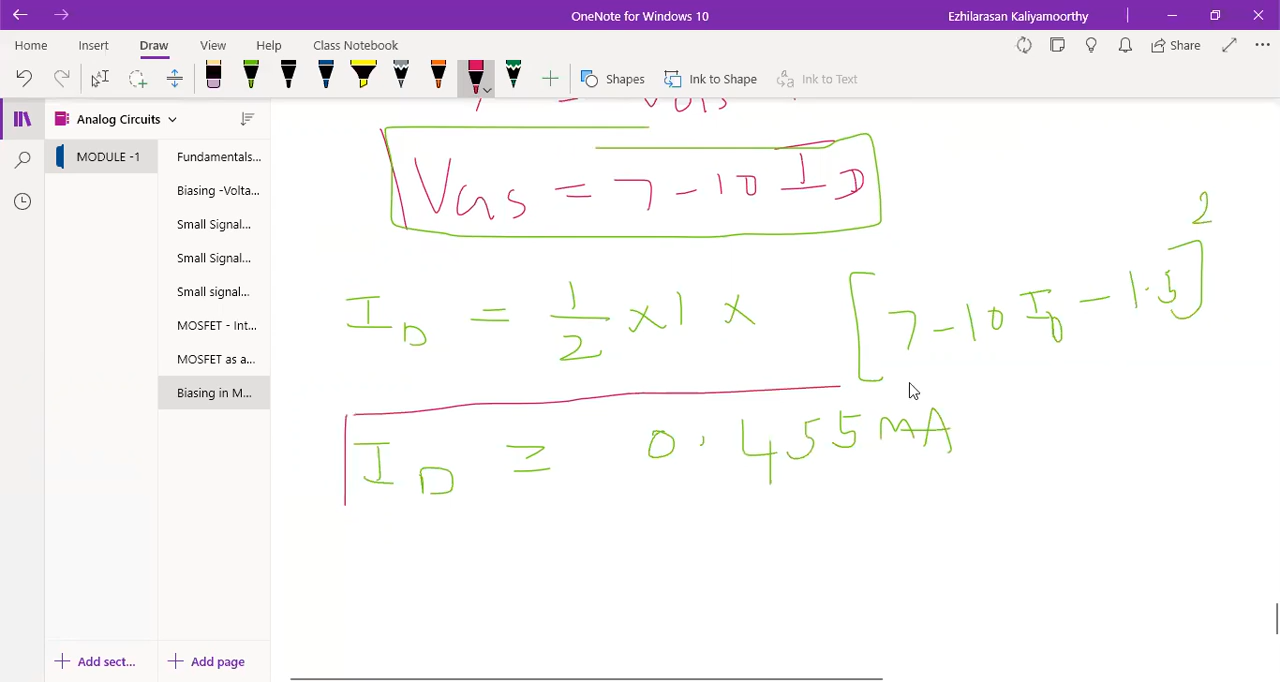 OneNote for Windows 10
Ezhilarasan Kaliyamoorthy
Home Insert Draw View Help Class Notebook
Share
Shapes Ink to Shape Ink to Text
Analog Circuits
MODULE -1
Fundamentals...
Biasing -Volta...
Small Signal...
Small Signal...
Small signal...
MOSFET - Int...
MOSFET as a...
Biasing in M...
VGS = 7-10 ID
ID = 1/2 x1 x [7-10 ID - 1.5]²
ID = 0.455 mA
Add sect...
Add page